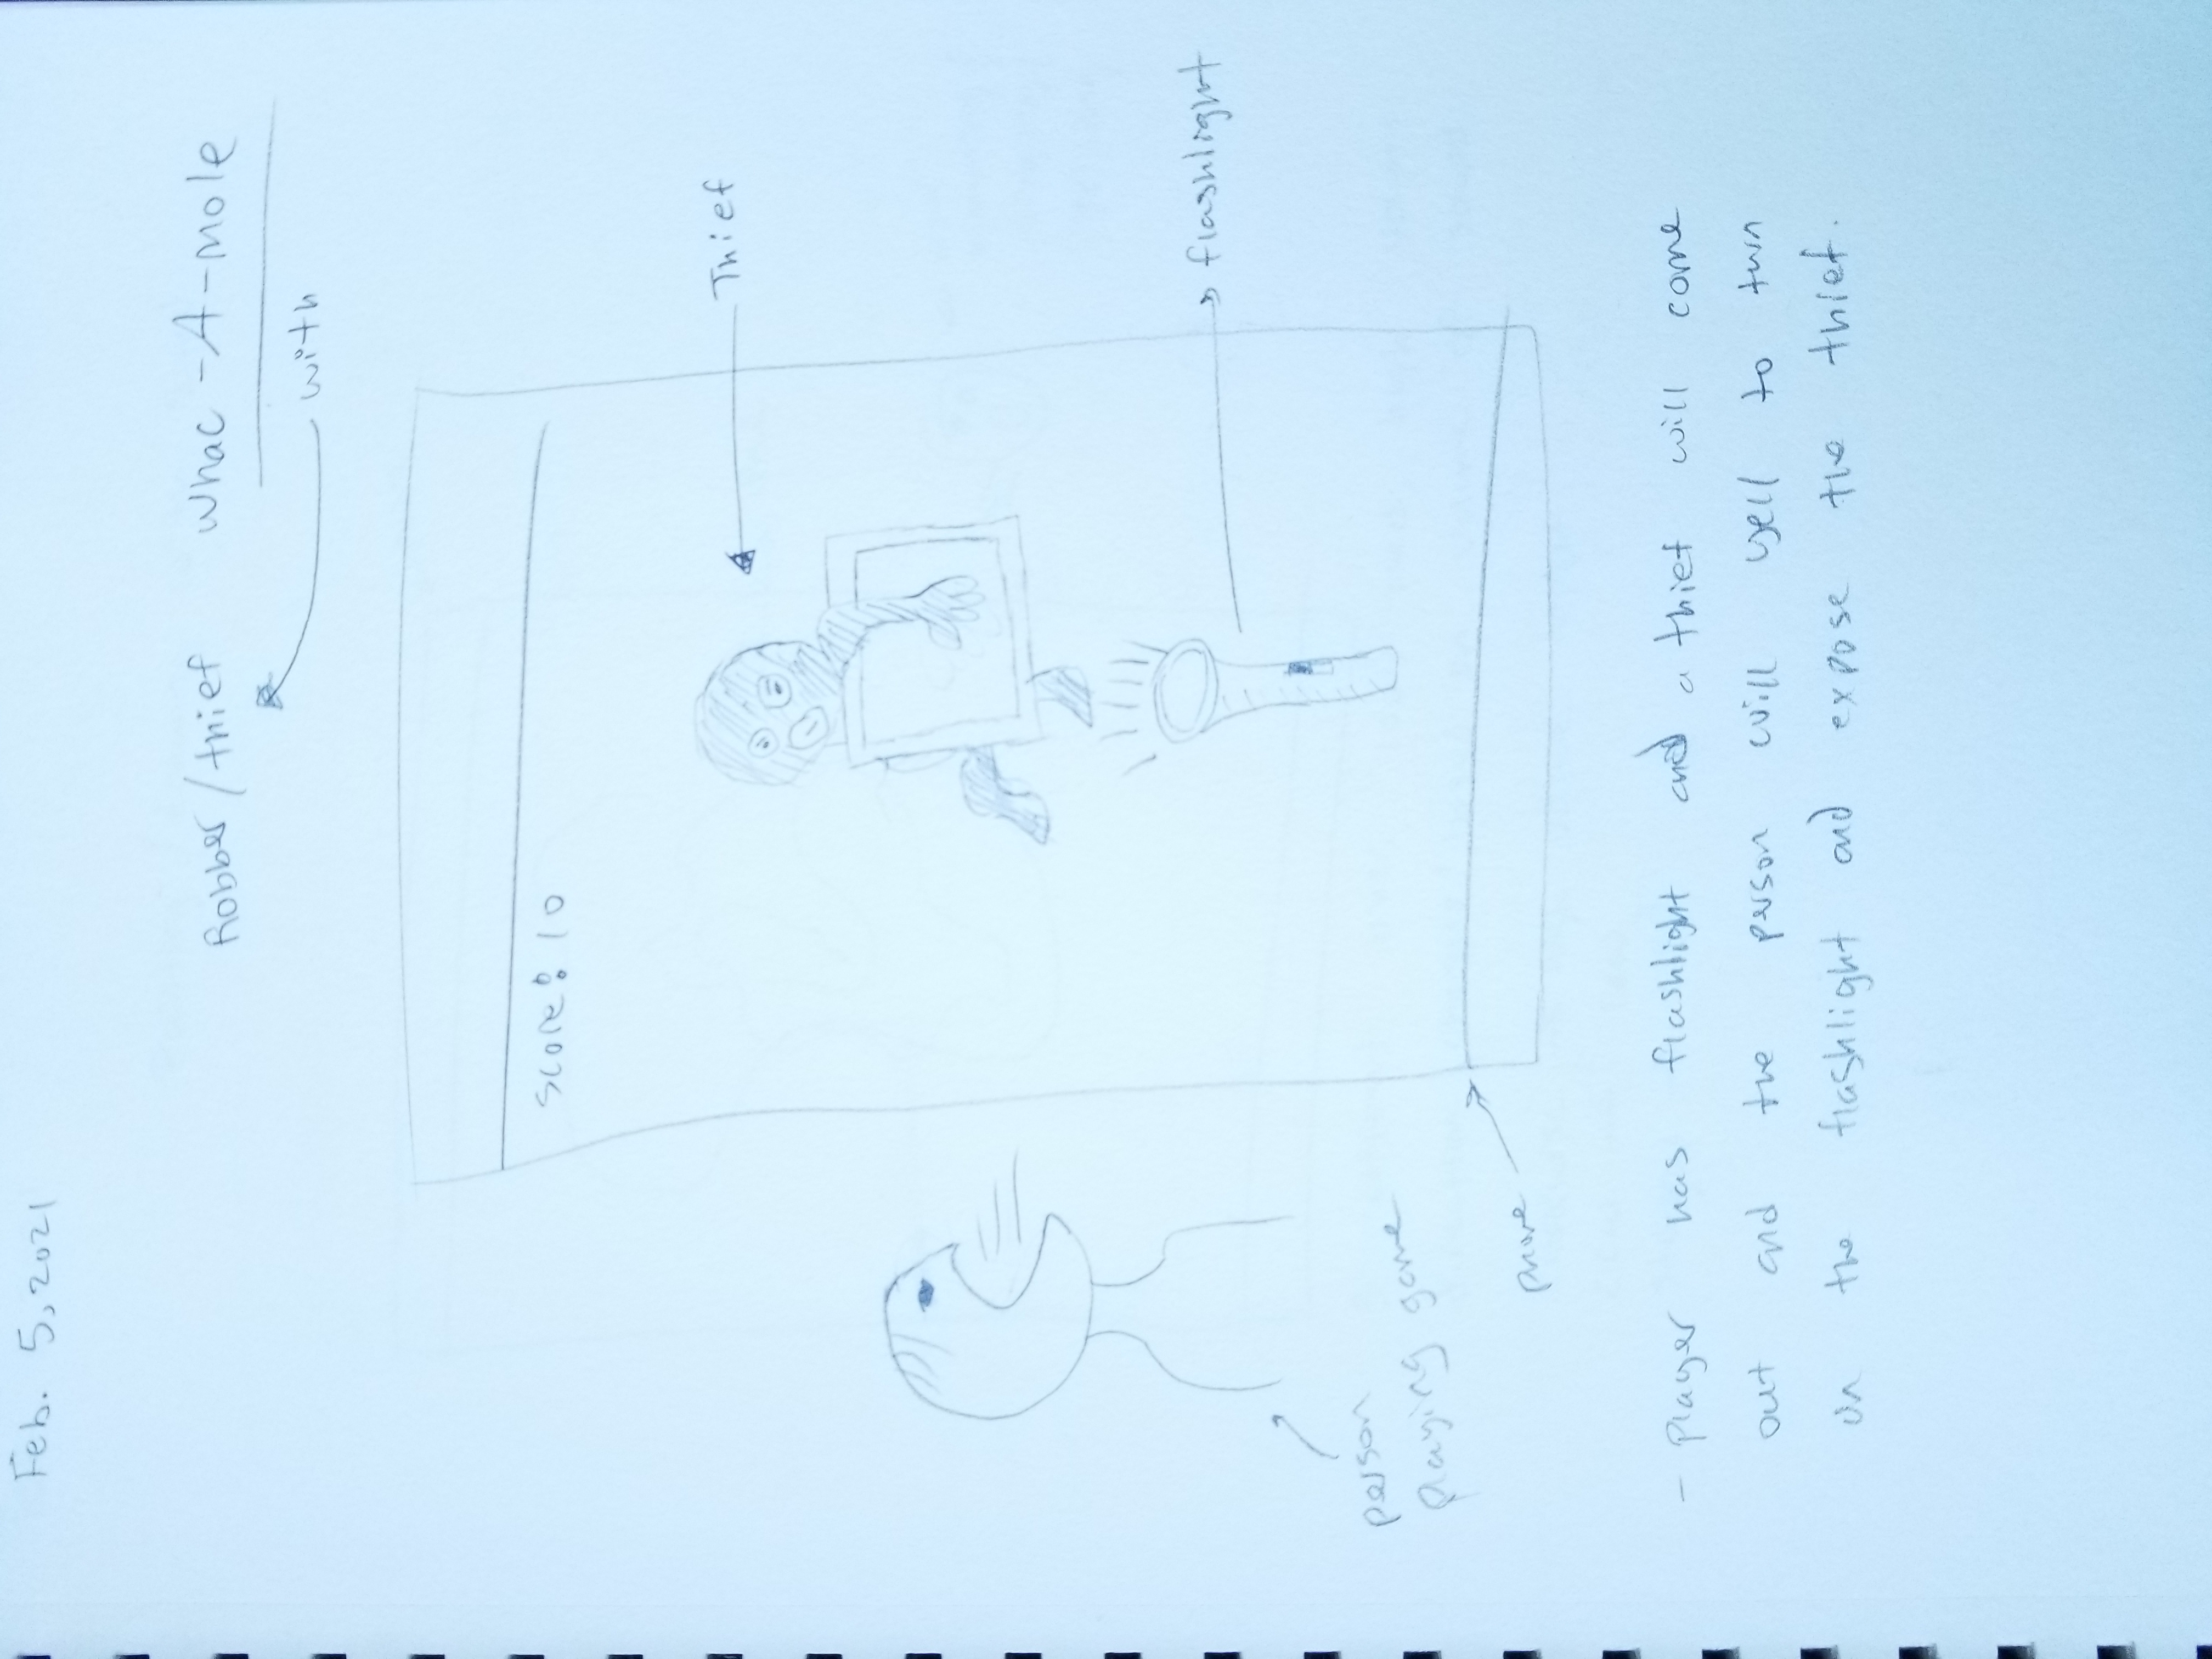 Feb. 5, 2021
Robber/thief Whac-A-Mole
with
Score: 10
Thief
flashlight
person
playing game
phone
- player has flashlight and a thief will come
out and the person will yell to turn
on the flashlight and expose the thief.